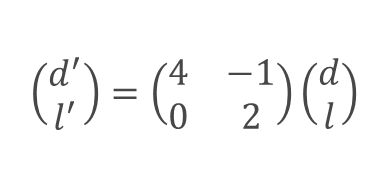 (d′) = (4 −1)(d)
(l′) (0 2)(l)